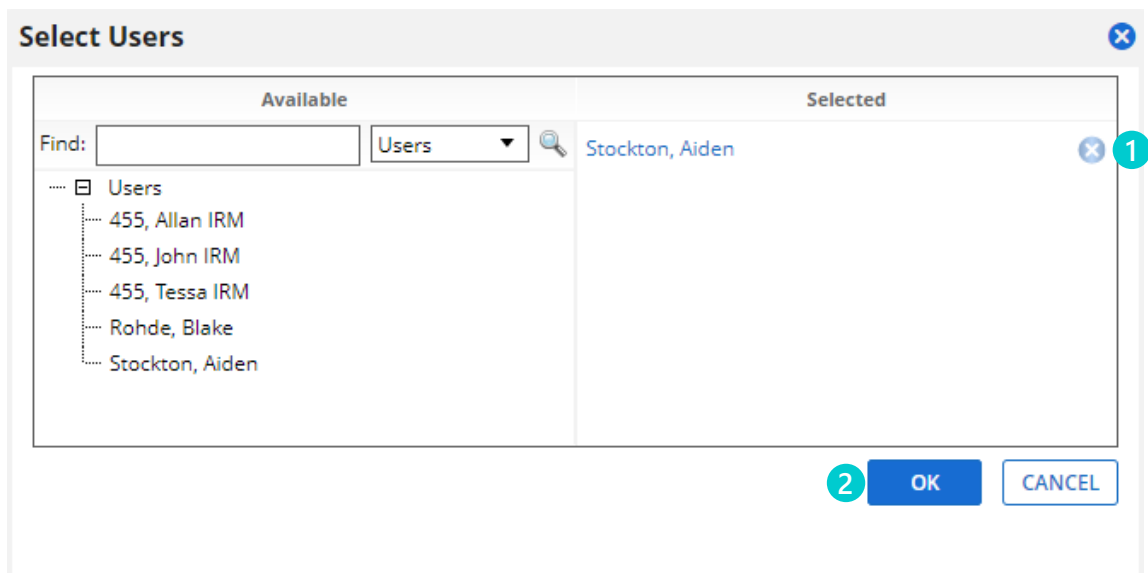 Select Users
Available
Selected
Find:
Users
Stockton, Aiden
1
Users
455, Allan IRM
455, John IRM
455, Tessa IRM
Rohde, Blake
Stockton, Aiden
2
OK
CANCEL